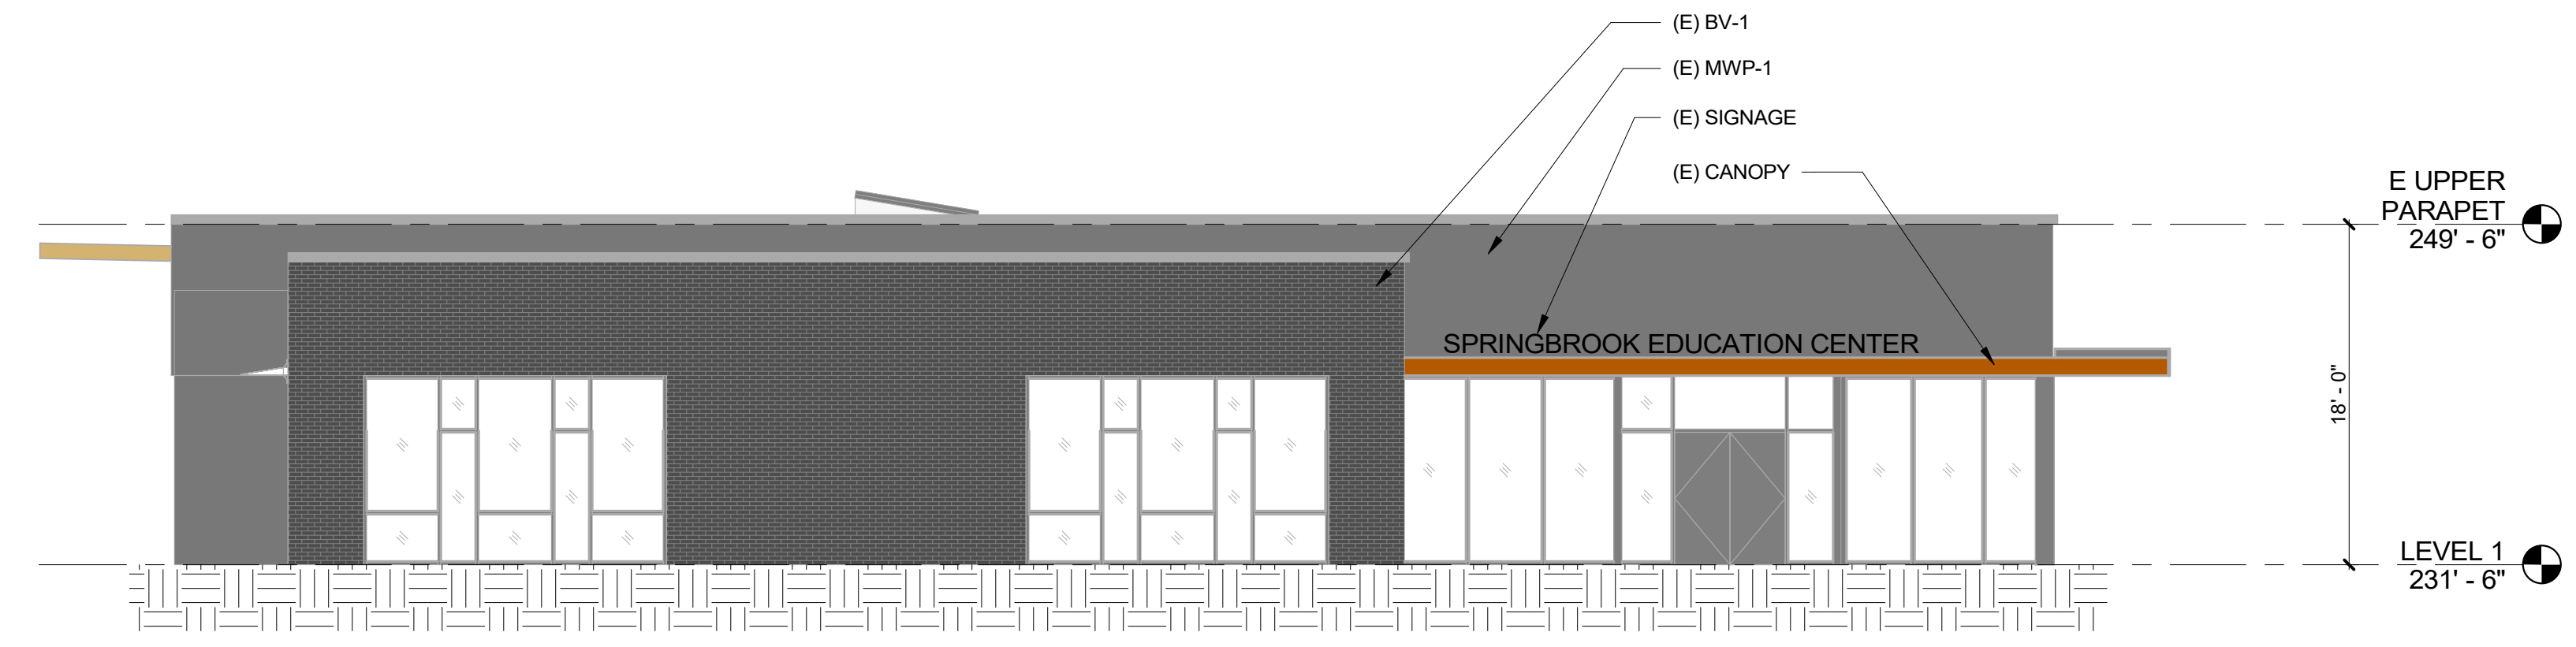 (E) BV-1
(E) MWP-1
(E) SIGNAGE
(E) CANOPY
E UPPER
PARAPET
249' - 6"
SPRINGBROOK EDUCATION CENTER
18' - 0"
LEVEL 1
231' - 6"